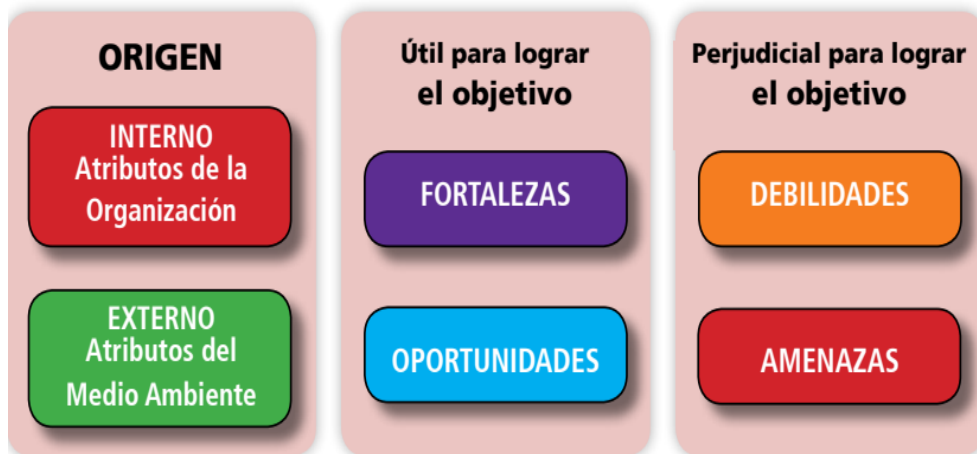 ORIGEN
INTERNO
Atributos de la
Organización
EXTERNO
Atributos del
Medio Ambiente
Útil para lograr
el objetivo
FORTALEZAS
OPORTUNIDADES
Perjudicial para lograr
el objetivo
DEBILIDADES
AMENAZAS